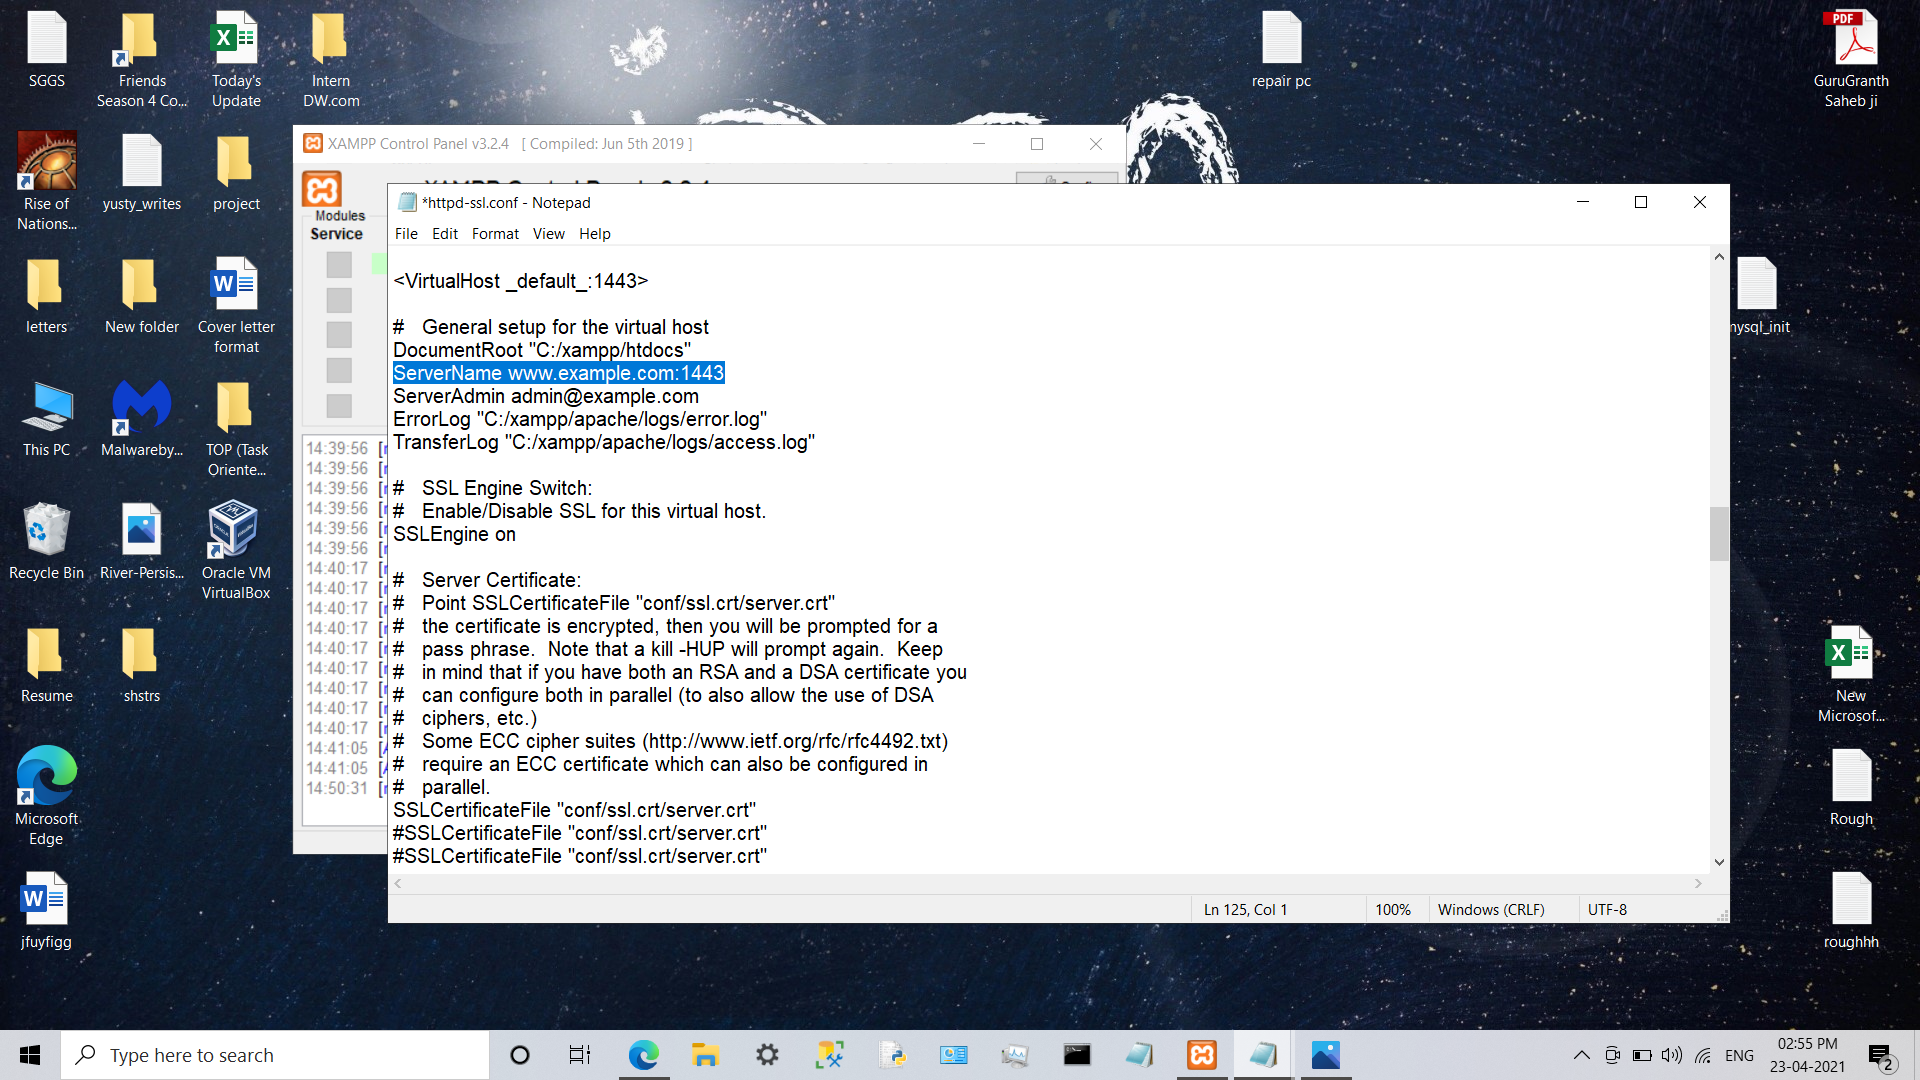 SGGS
Friends
Season 4 Co...
Today's
Update
Intern
DW.com
repair pc
PDF
GuruGranth
Saheb ji
Rise of
Nations...
yusty_writes
project
letters
New folder
Cover letter
format
mysql_init
This PC
Malwareby...
TOP (Task
Oriente...
Recycle Bin
River-Persis...
Oracle VM
VirtualBox
Resume
shstrs
New
Microsof...
Microsoft
Edge
Rough
jfuyfigg
roughhh
XAMPP Control Panel v3.2.4 [ Compiled: Jun 5th 2019 ]
Modules
Service
14:39:56
14:39:56
14:39:56
14:39:56
14:39:56
14:39:56
14:40:17
14:40:17
14:40:17
14:40:17
14:40:17
14:40:17
14:40:17
14:40:17
14:40:17
14:41:05
14:41:05
14:50:31
*httpd-ssl.conf - Notepad
File Edit Format View Help
<VirtualHost _default_:1443>
# General setup for the virtual host
DocumentRoot "C:/xampp/htdocs"
ServerName www.example.com:1443
ServerAdmin admin@example.com
ErrorLog "C:/xampp/apache/logs/error.log"
TransferLog "C:/xampp/apache/logs/access.log"
# SSL Engine Switch:
# Enable/Disable SSL for this virtual host.
SSLEngine on
# Server Certificate:
# Point SSLCertificateFile "conf/ssl.crt/server.crt"
# the certificate is encrypted, then you will be prompted for a
# pass phrase. Note that a kill -HUP will prompt again. Keep
# in mind that if you have both an RSA and a DSA certificate you
# can configure both in parallel (to also allow the use of DSA
# ciphers, etc.)
# Some ECC cipher suites (http://www.ietf.org/rfc/rfc4492.txt)
# require an ECC certificate which can also be configured in
# parallel.
SSLCertificateFile "conf/ssl.crt/server.crt"
#SSLCertificateFile "conf/ssl.crt/server.crt"
#SSLCertificateFile "conf/ssl.crt/server.crt"
Ln 125, Col 1 100% Windows (CRLF) UTF-8
Type here to search
ENG
02:55 PM
23-04-2021
2